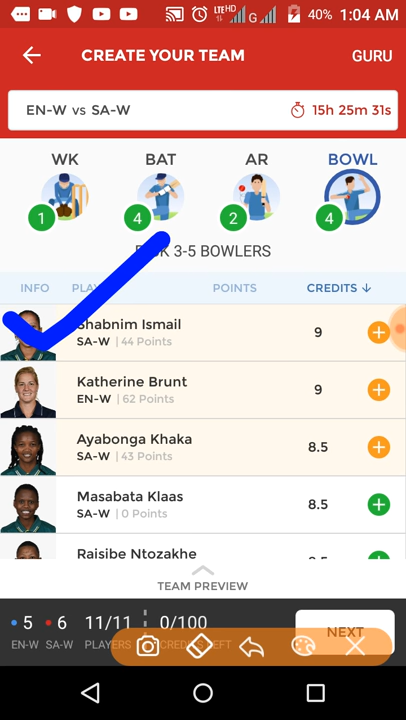 LTE HD G 40% 1:04 AM
CREATE YOUR TEAM GURU
EN-W vs SA-W 15h 25m 31s
WK BAT AR BOWL
1 4 2 4
3-5 BOWLERS
INFO POINTS CREDITS ↓
Shabnim Ismail
SA-W | 44 Points 9
Katherine Brunt
EN-W | 62 Points 9
Ayabonga Khaka
SA-W | 43 Points 8.5
Masabata Klaas
SA-W | 0 Points 8.5
Raisibe Ntozakhe
TEAM PREVIEW
5 6 11/11 0/100 NEXT
EN-W SA-W PLAYERS CREDITS LEFT